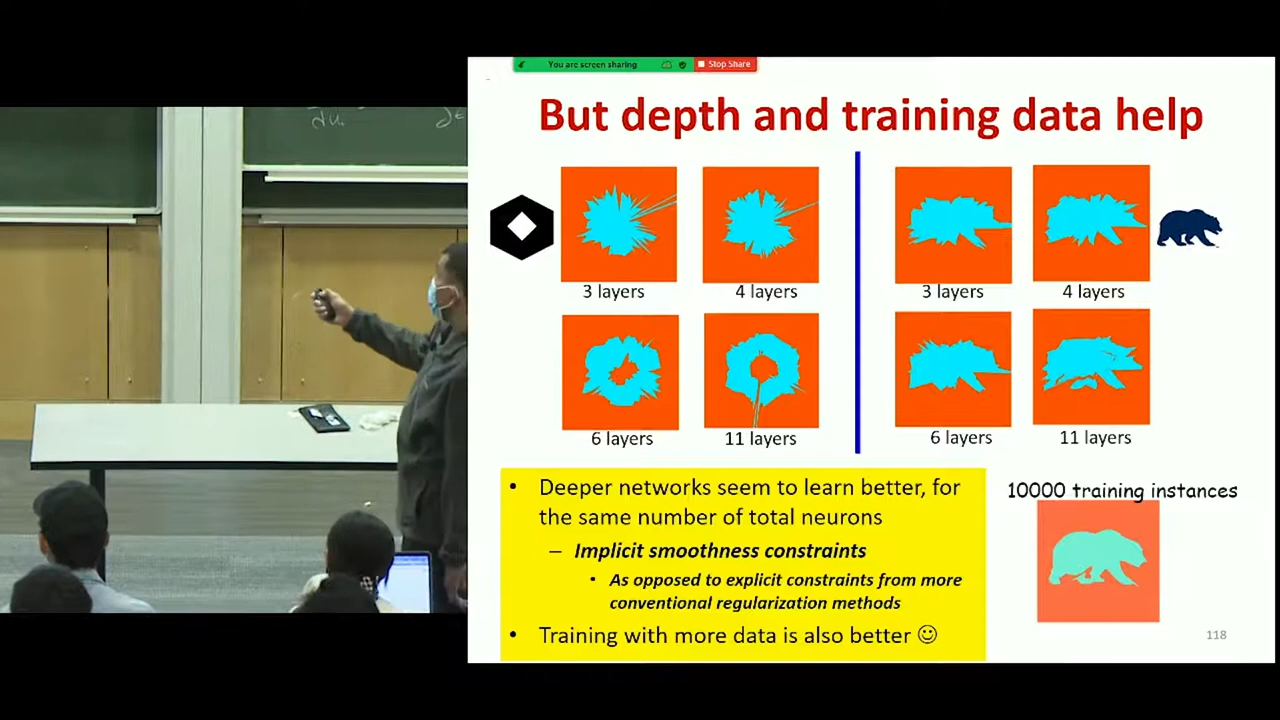 You are screen sharing
Stop Share
But depth and training data help
3 layers
4 layers
3 layers
4 layers
6 layers
11 layers
6 layers
11 layers
• Deeper networks seem to learn better, for
the same number of total neurons
– Implicit smoothness constraints
• As opposed to explicit constraints from more
conventional regularization methods
• Training with more data is also better ☺
10000 training instances
118